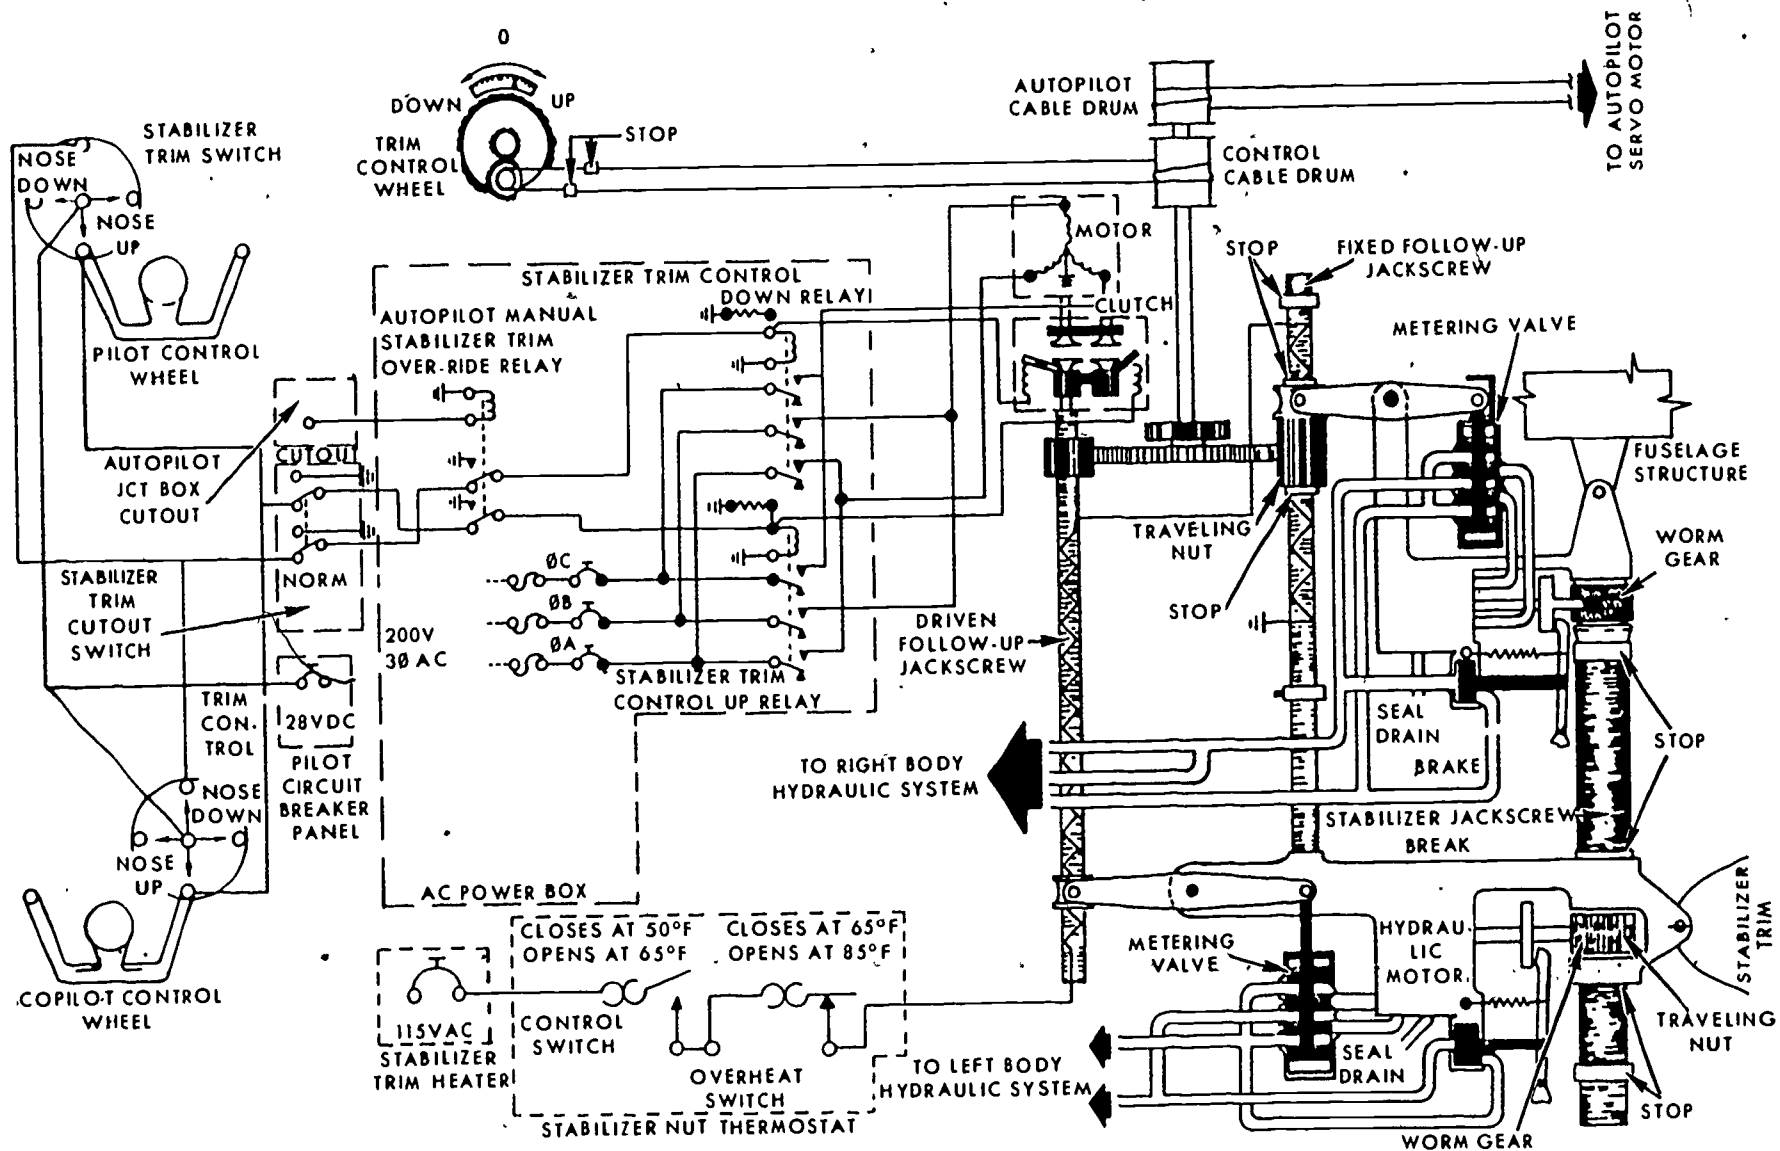 0
DOWN
UP
STOP
TRIM
CONTROL
WHEEL
AUTOPILOT
CABLE DRUM
TO AUTOPILOT
SERVO MOTOR
CONTROL
CABLE DRUM
STABILIZER
TRIM SWITCH
NOSE
DOWN
NOSE
UP
PILOT CONTROL
WHEEL
STABILIZER TRIM CONTROL
DOWN RELAY
AUTOPILOT MANUAL
STABILIZER TRIM
OVER-RIDE RELAY
MOTOR
CLUTCH
STOP
FIXED FOLLOW-UP
JACKSCREW
METERING VALVE
FUSELAGE
STRUCTURE
CUTOUT
AUTOPILOT
JCT BOX
CUTOUT
TRAVELING
NUT
STOP
WORM
GEAR
NORM
STABILIZER
TRIM
CUTOUT
SWITCH
ØC
ØB
ØA
200V
3Ø AC
STABILIZER TRIM
CONTROL UP RELAY
DRIVEN
FOLLOW-UP
JACKSCREW
TRIM
CON-
TROL
28VDC
PILOT
CIRCUIT
BREAKER
PANEL
SEAL
DRAIN
STOP
BRAKE
TO RIGHT BODY
HYDRAULIC SYSTEM
STABILIZER JACKSCREW
BREAK
NOSE
DOWN
NOSE
UP
COPILOT CONTROL
WHEEL
AC POWER BOX
CLOSES AT 50°F
OPENS AT 65°F
CLOSES AT 65°F
OPENS AT 85°F
METERING
VALVE
HYDRAU-
LIC
MOTOR
STABILIZER
TRIM
115VAC
STABILIZER
TRIM HEATER
CONTROL
SWITCH
OVERHEAT
SWITCH
STABILIZER NUT THERMOSTAT
TO LEFT BODY
HYDRAULIC SYSTEM
SEAL
DRAIN
TRAVELING
NUT
STOP
WORM GEAR